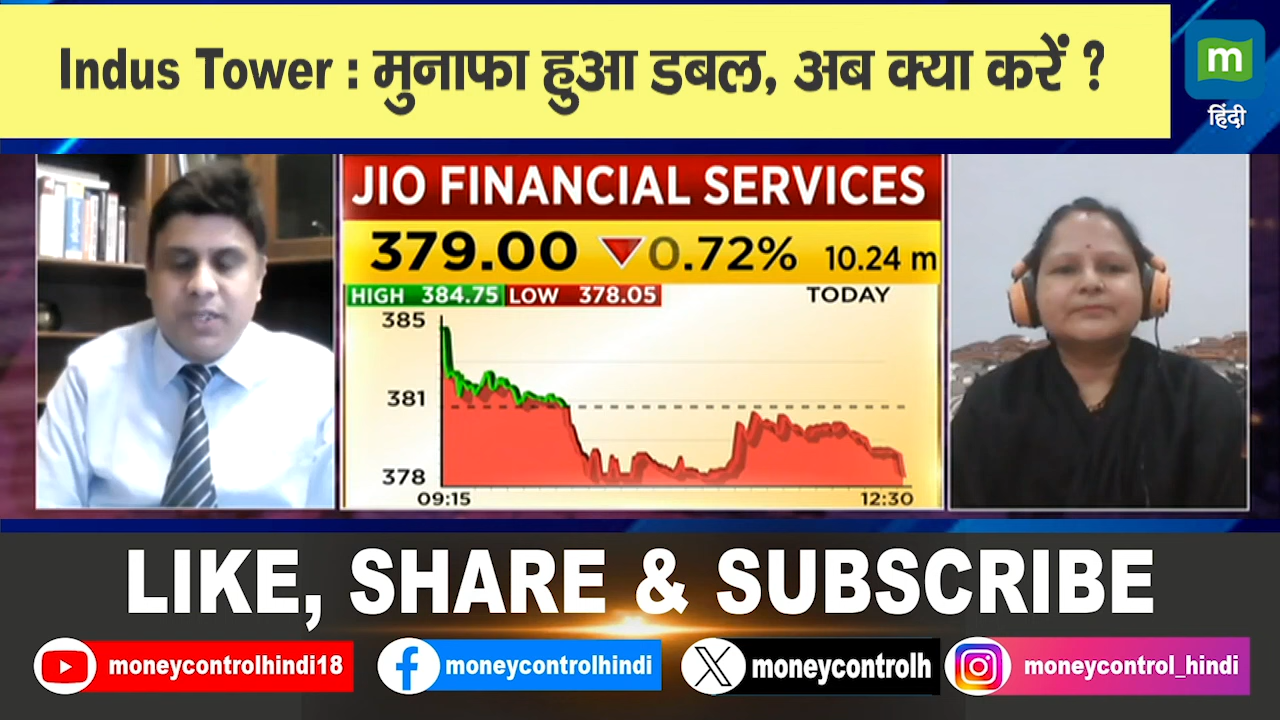 Indus Tower : मुनाफा हुआ डबल, अब क्या करें ?
m
हिंदी
JIO FINANCIAL SERVICES
379.00 ▼0.72% 10.24 m
HIGH 384.75 LOW 378.05 TODAY
385
381
378
09:15 12:30
LIKE, SHARE & SUBSCRIBE
moneycontrolhindi18 moneycontrolhindi moneycontrolh moneycontrol_hindi